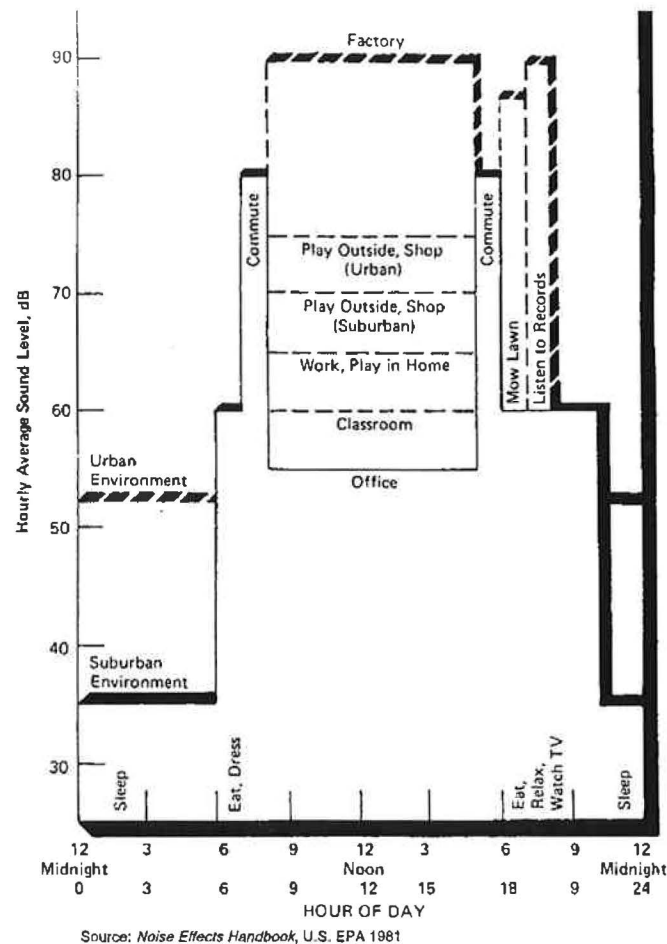 Hourly Average Sound Level, dB
90
80
70
60
50
40
30
Factory
Commute
Play Outside, Shop
(Urban)
Play Outside, Shop
(Suburban)
Work, Play in Home
Classroom
Office
Commute
Mow Lawn
Listen to Records
Urban
Environment
Suburban
Environment
Sleep
Eat, Dress
Eat,
Relax,
Watch TV
Sleep
12 3 6 9 12 3 6 9 12
Midnight Noon Midnight
0 3 6 9 12 15 18 9 24
HOUR OF DAY
Source: Noise Effects Handbook, U.S. EPA 1981